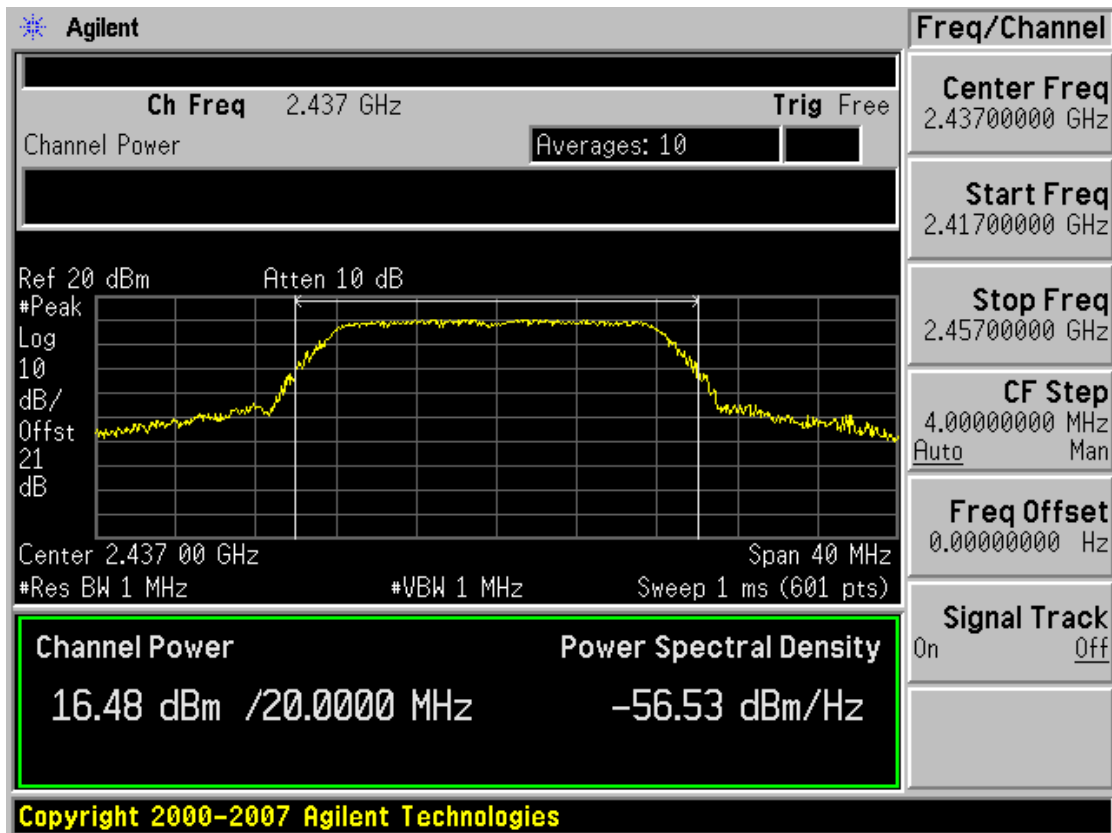 Agilent
Freq/Channel
Ch Freq 2.437 GHz Trig Free
Channel Power Averages: 10
Ref 20 dBm Atten 10 dB
#Peak
Log
10
dB/
Offst
21
dB
Center 2.437 00 GHz Span 40 MHz
#Res BW 1 MHz #VBW 1 MHz Sweep 1 ms (601 pts)
Channel Power Power Spectral Density
16.48 dBm /20.0000 MHz -56.53 dBm/Hz
Center Freq
2.43700000 GHz
Start Freq
2.41700000 GHz
Stop Freq
2.45700000 GHz
CF Step
4.00000000 MHz
Auto Man
Freq Offset
0.00000000 Hz
Signal Track
On Off
Copyright 2000-2007 Agilent Technologies